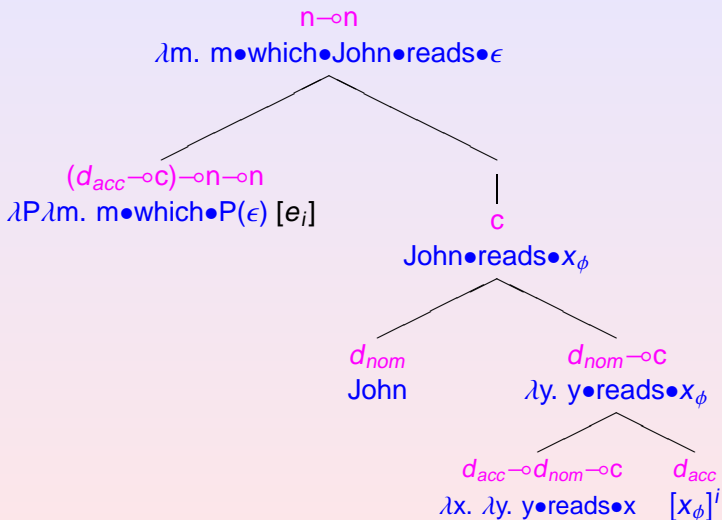 n⊸n
λm. m●which●John●reads●ϵ
(d_acc⊸c)⊸n⊸n
λPλm. m●which●P(ϵ) [e_i]
c
John●reads●x_ϕ
d_nom d_nom⊸c
John λy. y●reads●x_ϕ
d_acc⊸d_nom⊸c d_acc
λx. λy. y●reads●x [x_ϕ]^i